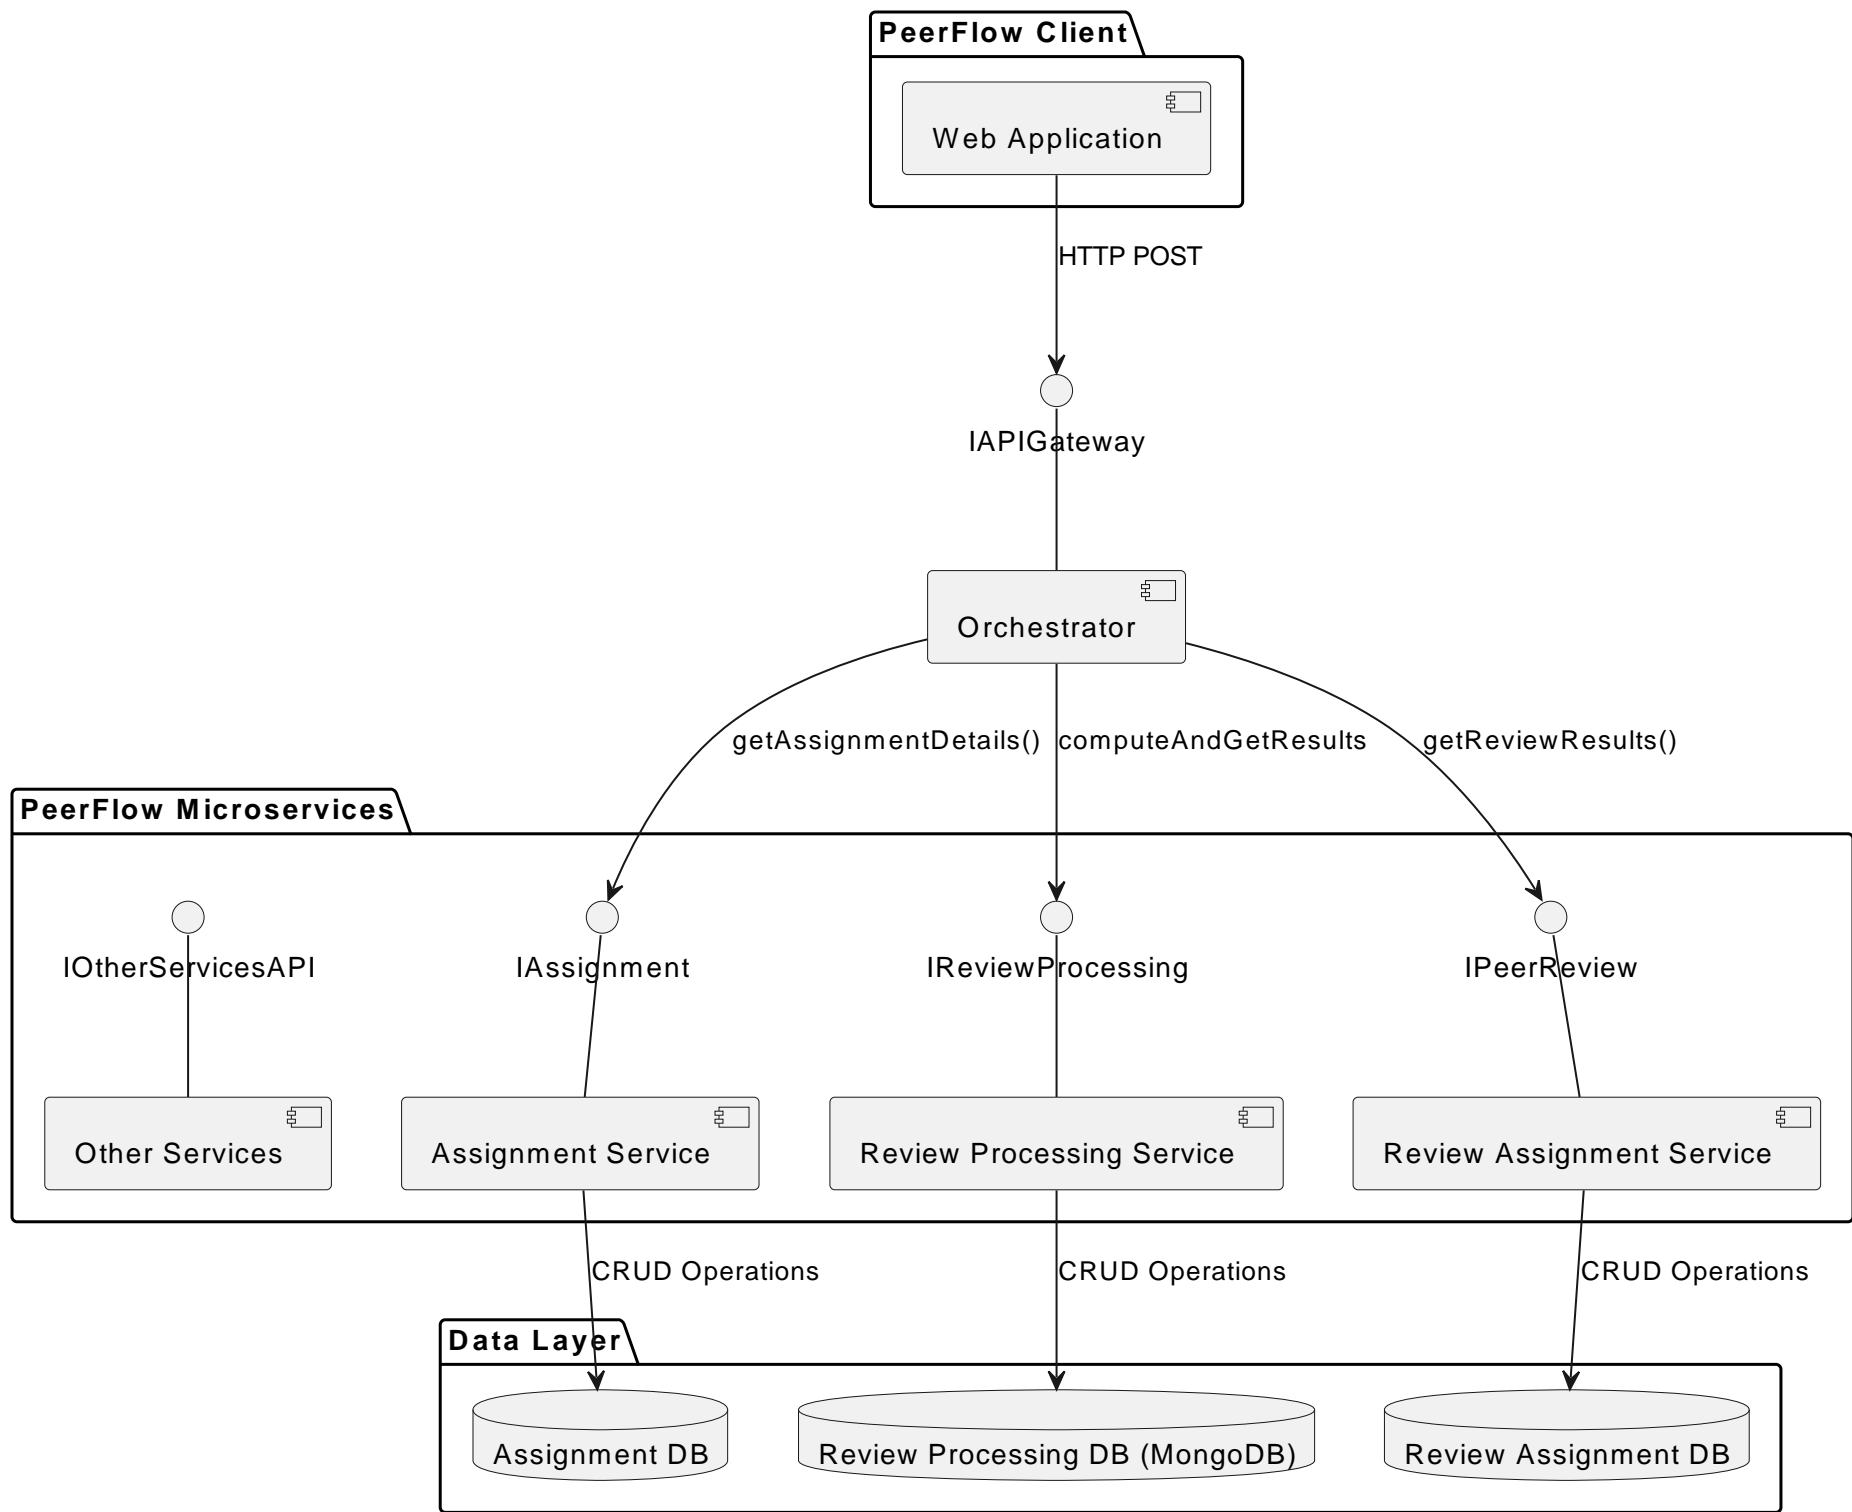 PeerFlow Client
Web Application
HTTP POST
IAPIGateway
Orchestrator
getAssignmentDetails()
computeAndGetResults
getReviewResults()
PeerFlow Microservices
IOtherServicesAPI
IAssignment
IReviewProcessing
IPeerReview
Other Services
Assignment Service
Review Processing Service
Review Assignment Service
CRUD Operations
CRUD Operations
CRUD Operations
Data Layer
Assignment DB
Review Processing DB (MongoDB)
Review Assignment DB